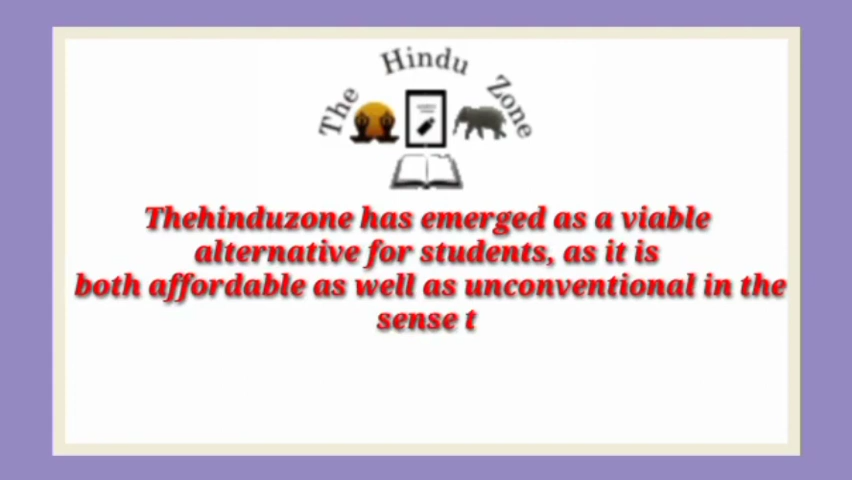 The Hindu Zone
Thehinduzone has emerged as a viable
alternative for students, as it is
both affordable as well as unconventional in the
sense t